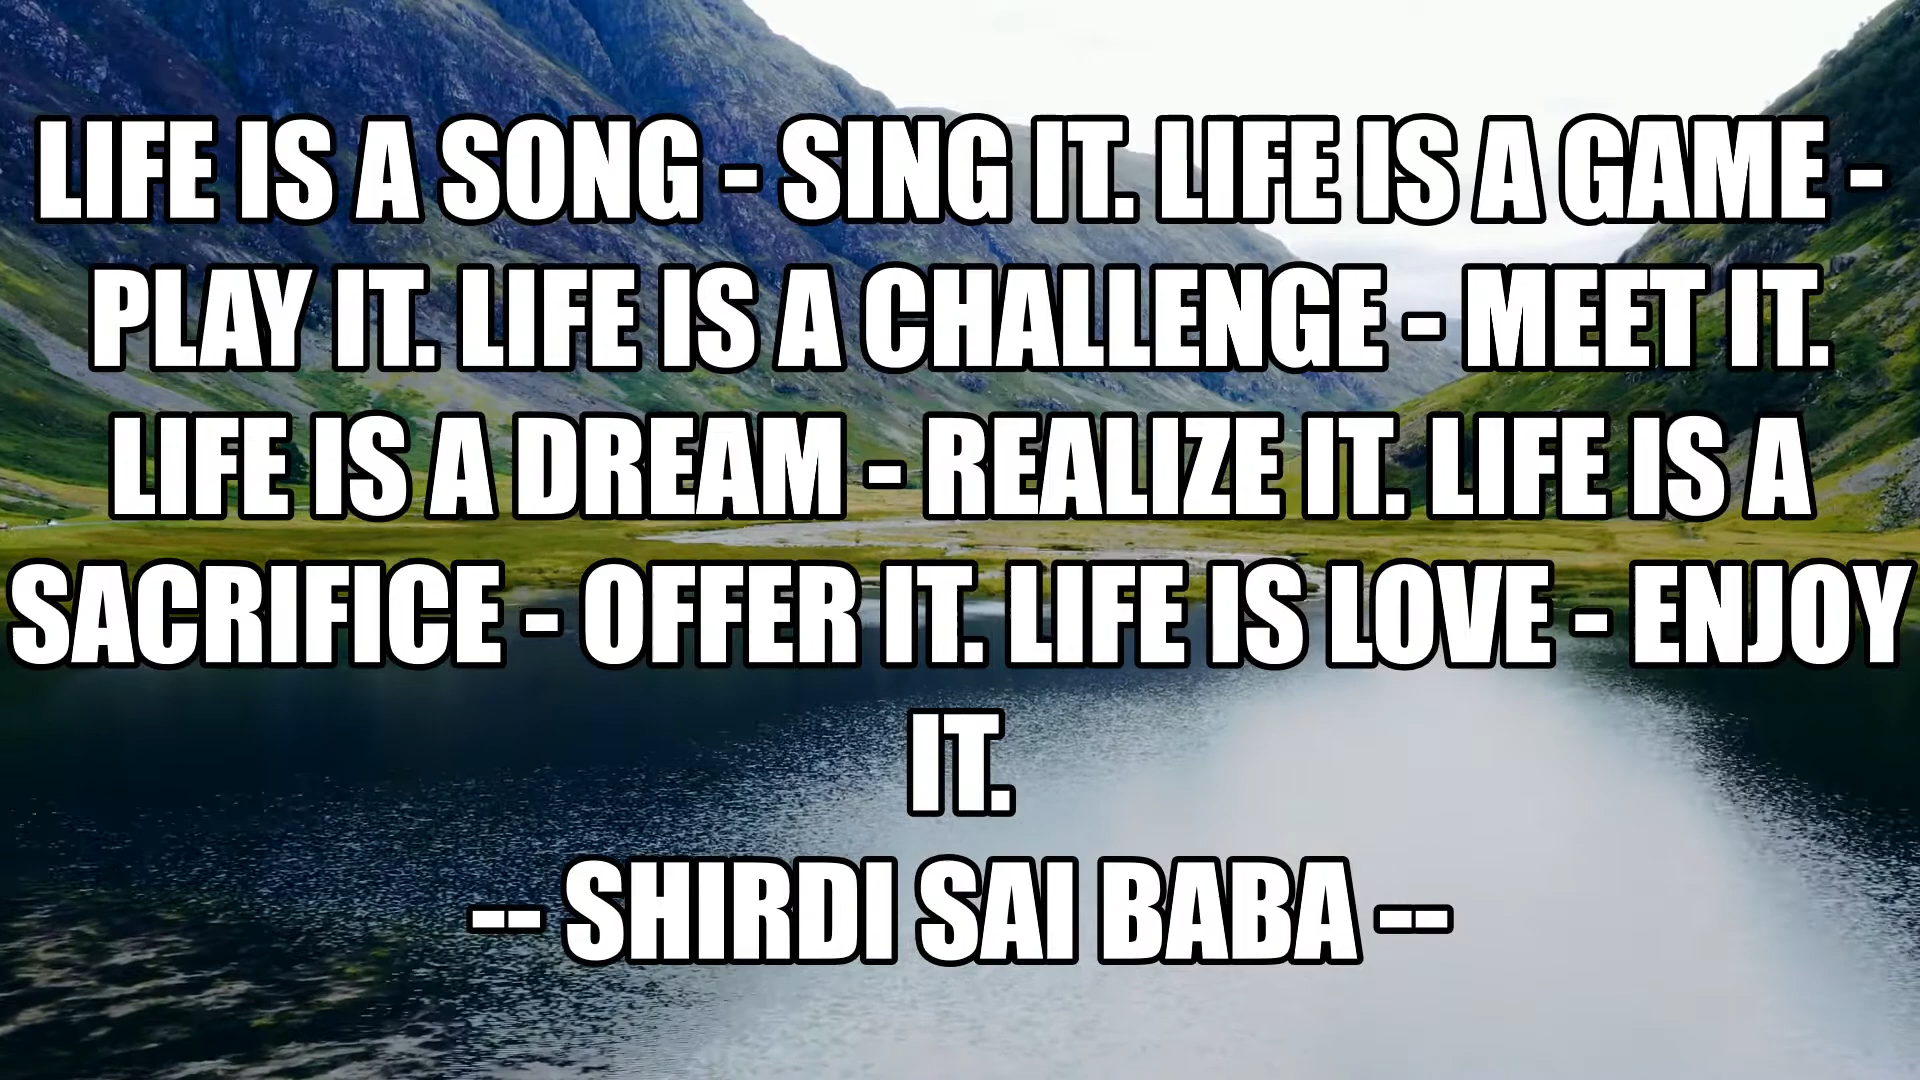 LIFE IS A SONG - SING IT. LIFE IS A GAME -
PLAY IT. LIFE IS A CHALLENGE - MEET IT.
LIFE IS A DREAM - REALIZE IT. LIFE IS A
SACRIFICE - OFFER IT. LIFE IS LOVE - ENJOY
IT.
-- SHIRDI SAI BABA --